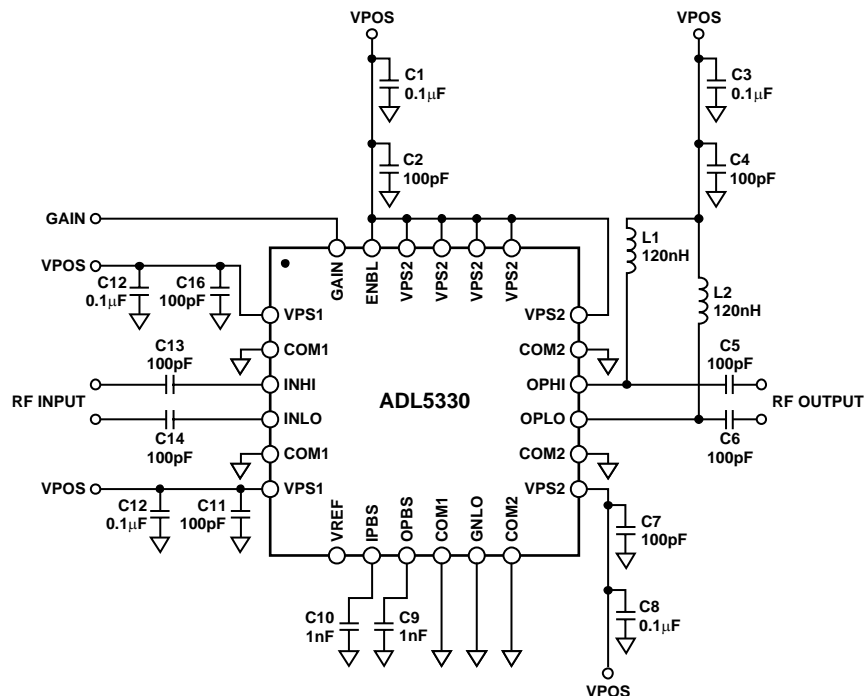 VPOS
VPOS
C1
0.1µF
C3
0.1µF
C2
100pF
C4
100pF
GAIN
VPOS
C12
0.1µF
C16
100pF
GAIN
ENBL
VPS2
VPS2
VPS2
VPS2
L1
120nH
L2
120nH
VPS1
VPS2
COM1
COM2
C13
100pF
C5
100pF
INHI
OPHI
RF INPUT
ADL5330
RF OUTPUT
INLO
OPLO
C14
100pF
C6
100pF
COM1
COM2
VPOS
VPS1
VPS2
C12
0.1µF
C11
100pF
VREF
IPBS
OPBS
COM1
GNLO
COM2
C7
100pF
C10
1nF
C9
1nF
C8
0.1µF
VPOS